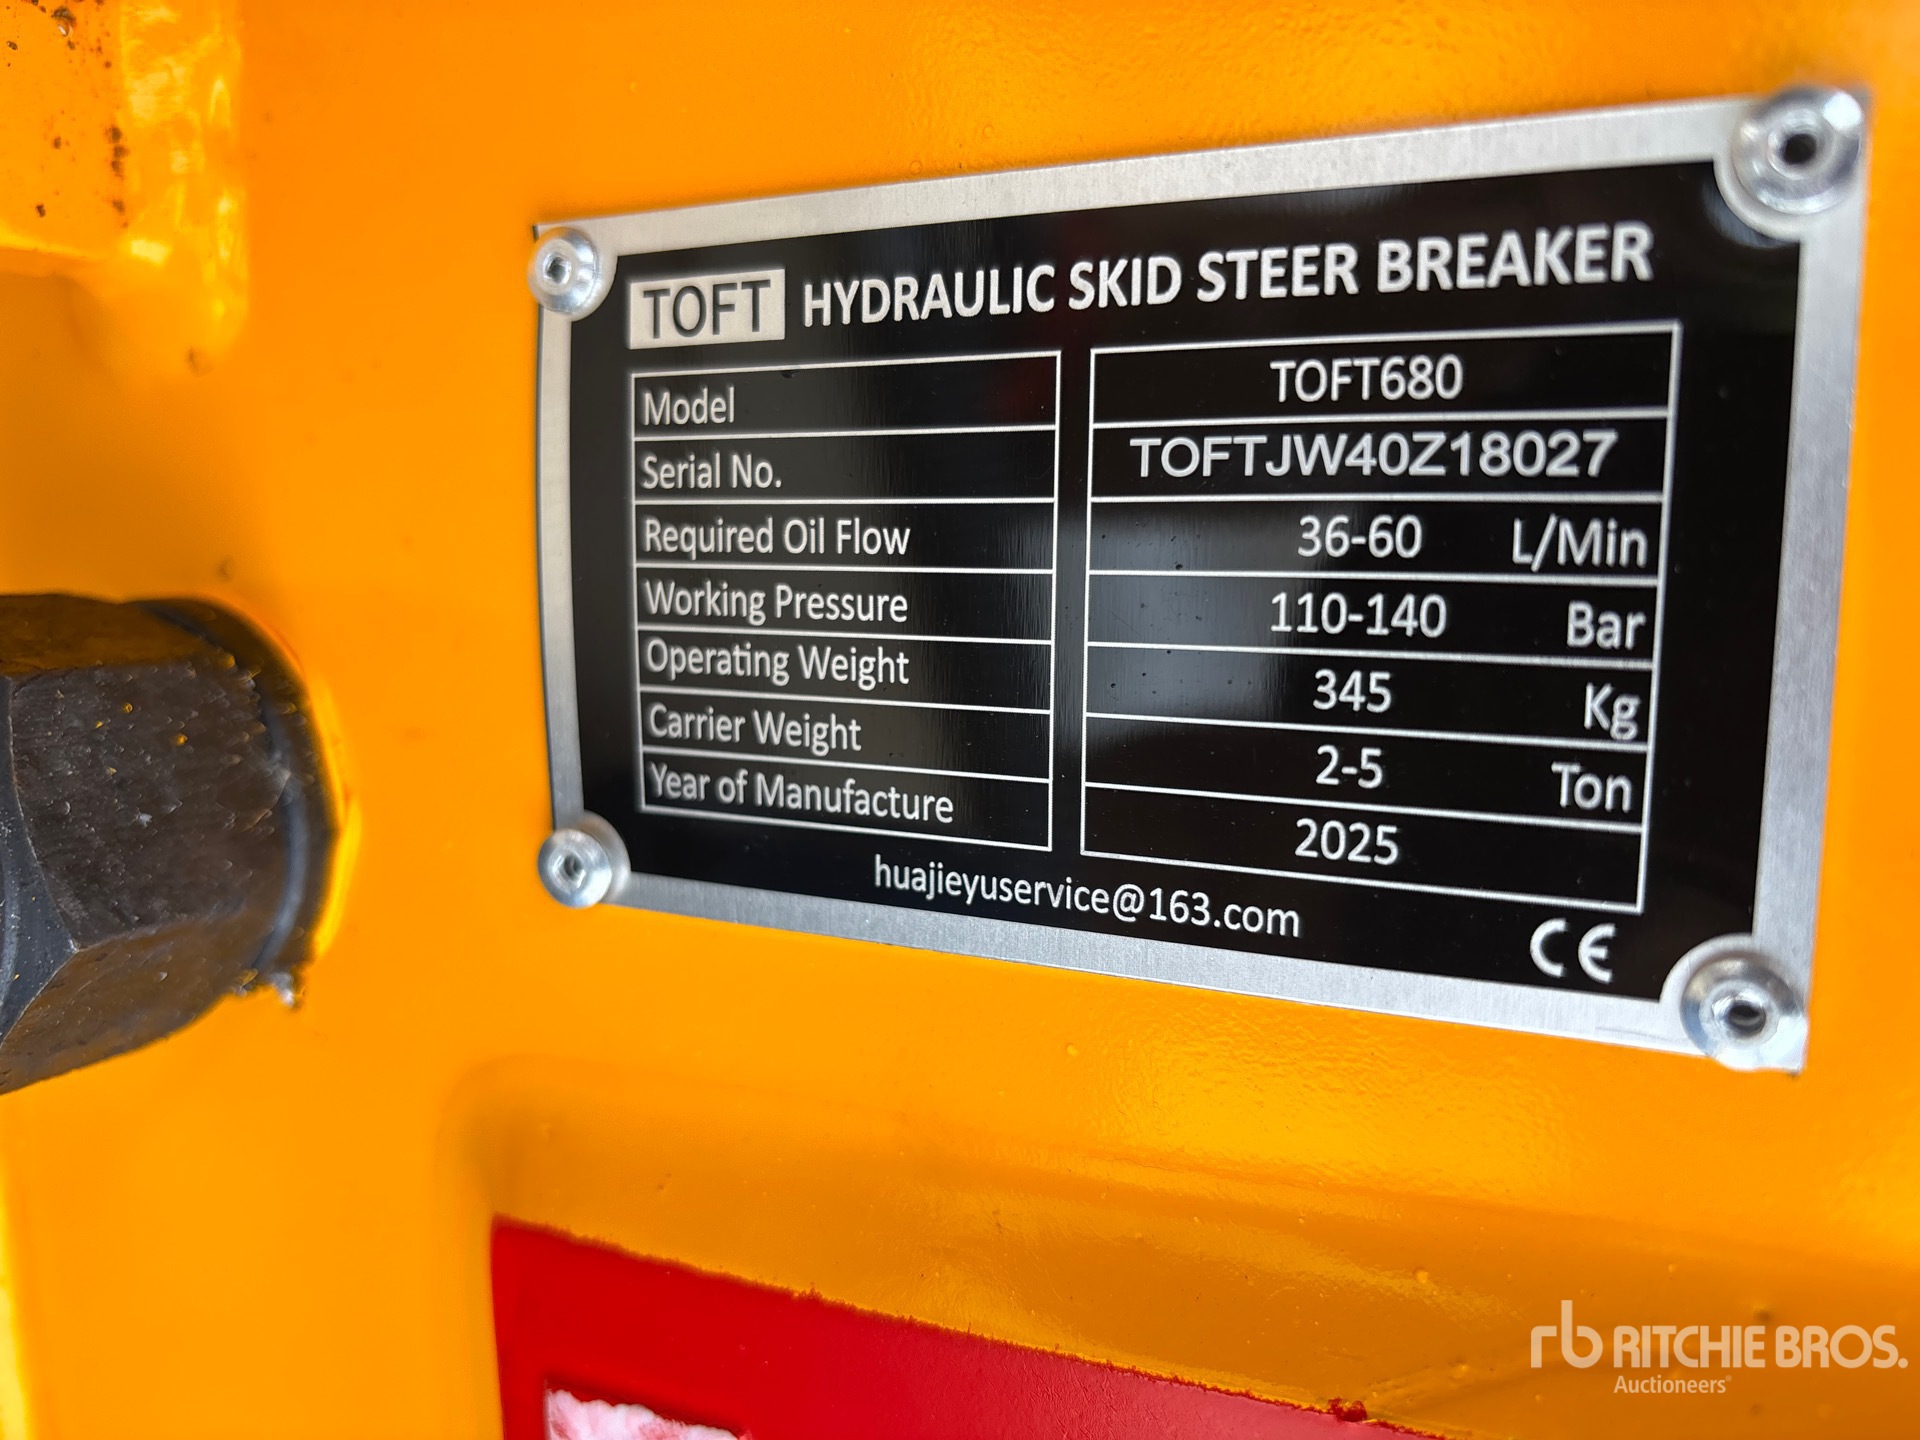 TOFT HYDRAULIC SKID STEER BREAKER
Model TOFT680
Serial No. TOFTJW40Z18027
Required Oil Flow 36-60 L/Min
Working Pressure 110-140 Bar
Operating Weight 345 Kg
Carrier Weight 2-5 Ton
Year of Manufacture 2025
huajieyuservice@163.com
CE
rb RITCHIE BROS.
Auctioneers